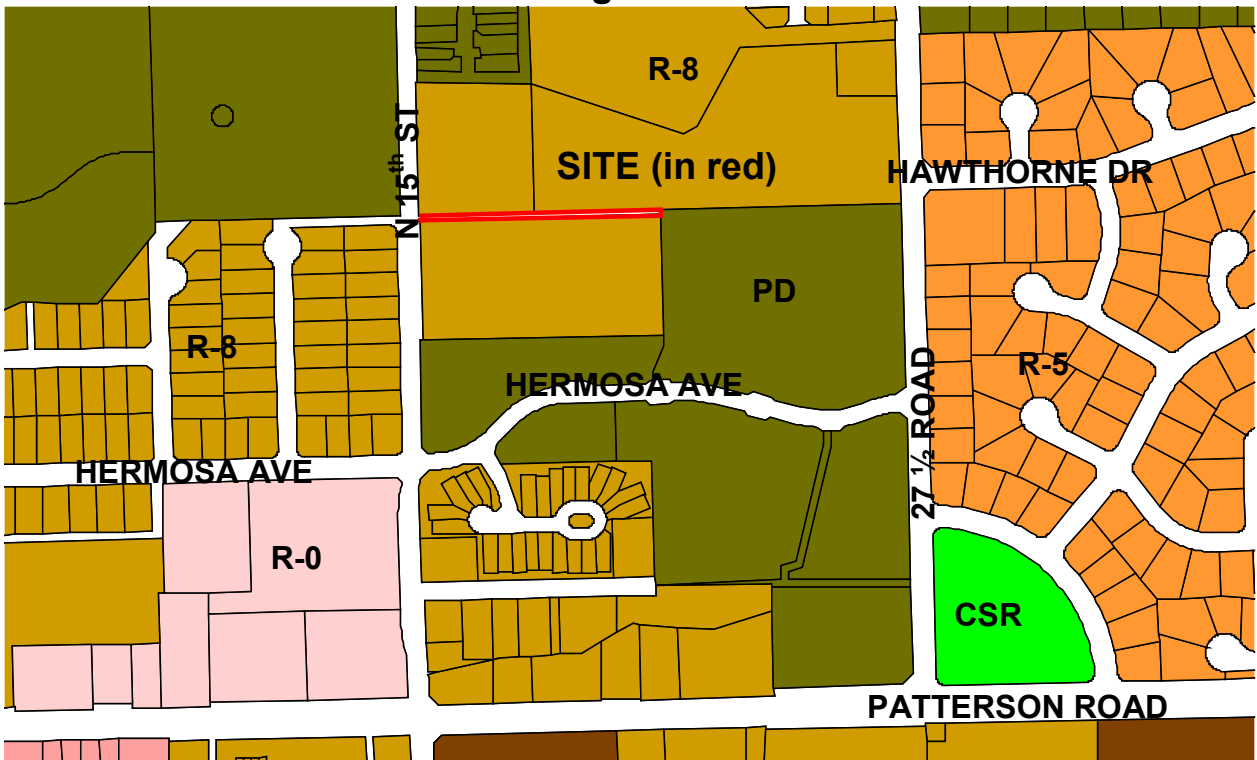 R-8
N 15th ST
SITE (in red)
HAWTHORNE DR
PD
R-8
R-5
HERMOSA AVE
27 ½ ROAD
HERMOSA AVE
R-0
CSR
PATTERSON ROAD